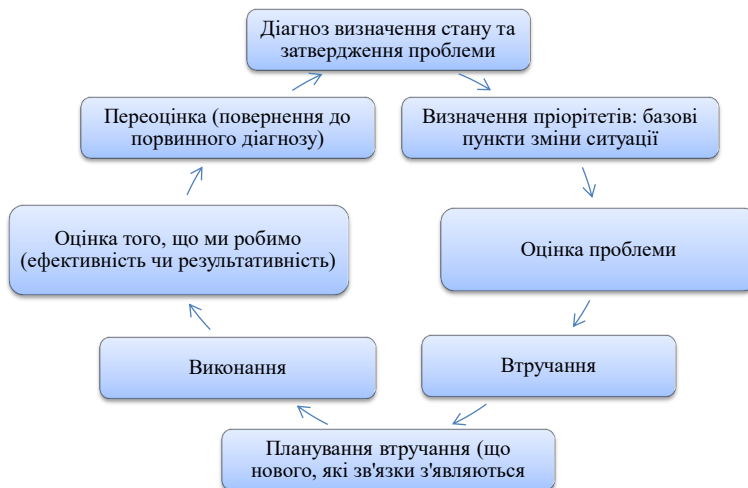 Діагноз визначення стану та
затвердження проблеми
Визначення пріорітетів: базові
пункти зміни ситуації
Оцінка проблеми
Втручання
Планування втручання (що
нового, які зв'язки з'являються
Виконання
Оцінка того, що ми робимо
(ефективність чи результативність)
Переоцінка (повернення до
порвинного діагнозу)